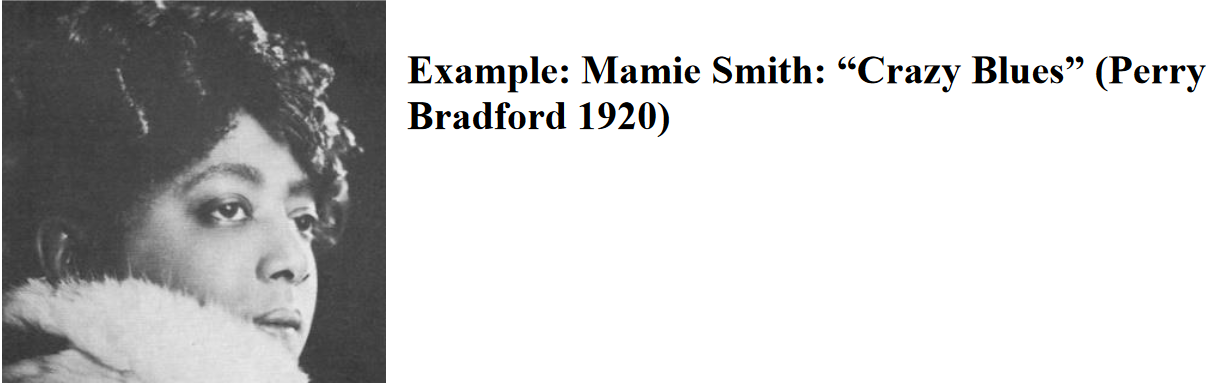 Example: Mamie Smith: “Crazy Blues” (Perry
Bradford 1920)